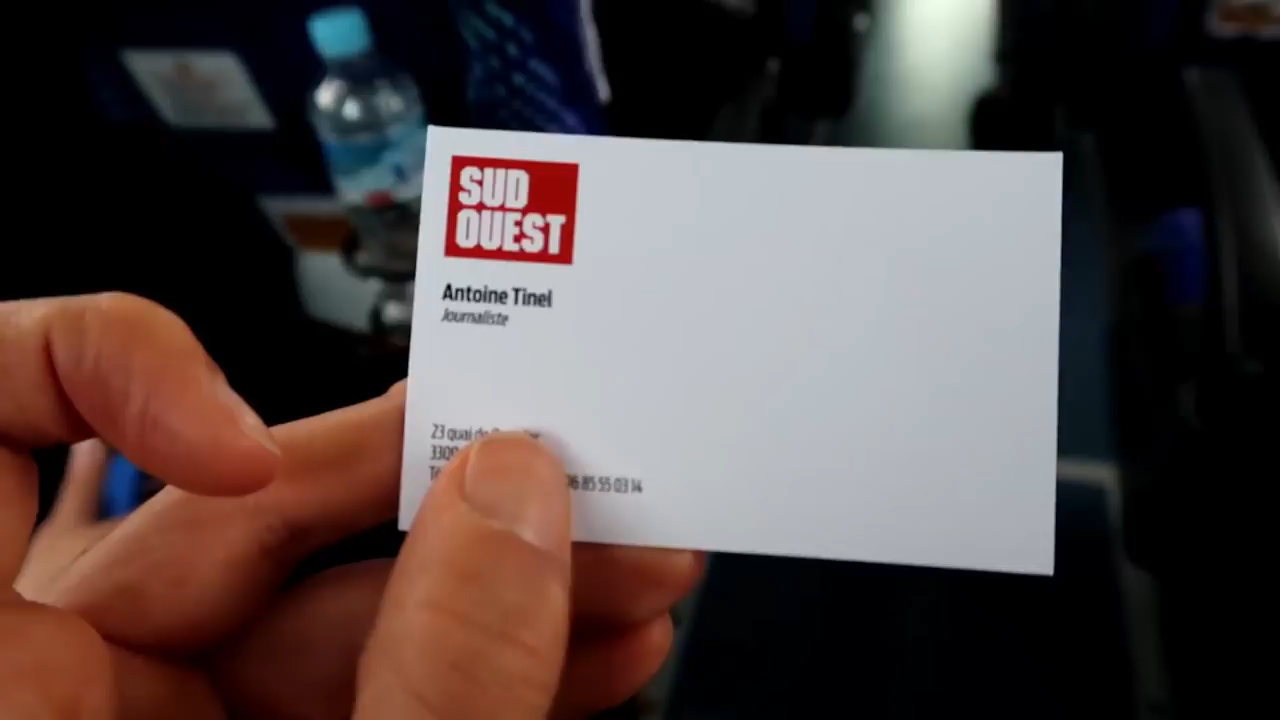 SUD
OUEST
Antoine Tinel
Journaliste
23 quai de
06 85 55 03 14